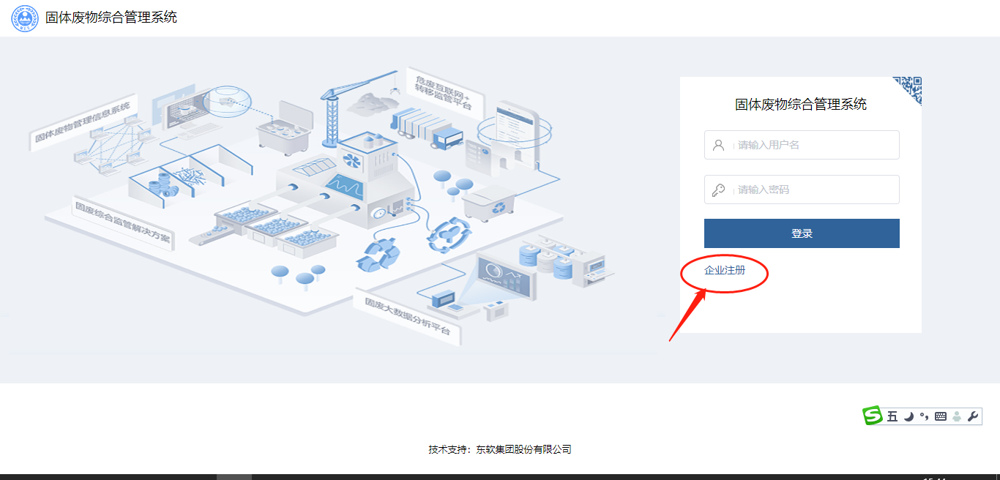 固体废物综合管理系统
固体废物管理信息系统
危废互联网+
转移监管平台
固废综合监管解决方案
固废大数据分析平台
固体废物综合管理系统
请输入用户名
请输入密码
登录
企业注册
五
技术支持：东软集团股份有限公司